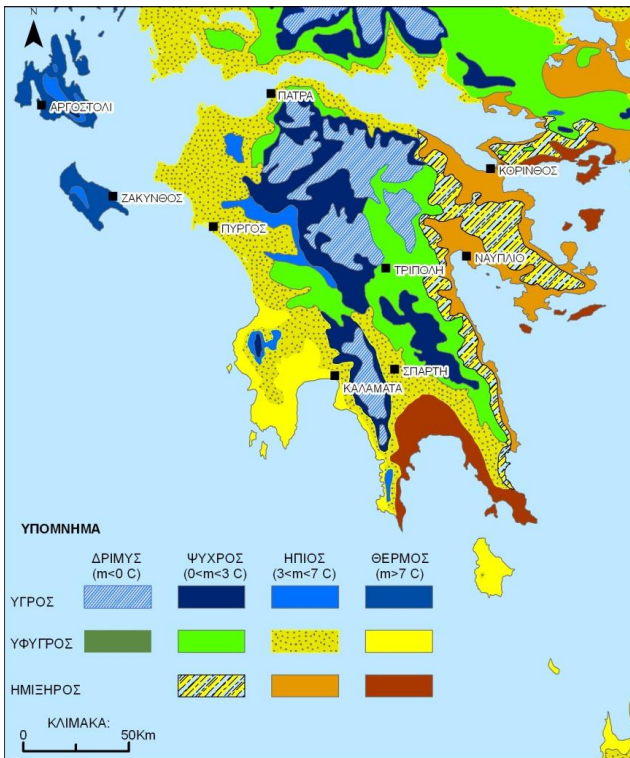 N
ΑΡΓΟΣΤΟΛΙ
ΠΑΤΡΑ
ΚΟΡΙΝΘΟΣ
ΖΑΚΥΝΘΟΣ
ΠΥΡΓΟΣ
ΝΑΥΠΛΙΟ
ΤΡΙΠΟΛΗ
ΣΠΑΡΤΗ
ΚΑΛΑΜΑΤΑ
ΥΠΟΜΝΗΜΑ
ΔΡΙΜΥΣ ΨΥΧΡΟΣ ΗΠΙΟΣ ΘΕΡΜΟΣ
(m<0 C) (0<m<3 C) (3<m<7 C) (m>7 C)
ΥΓΡΟΣ
ΥΦΥΓΡΟΣ
ΗΜΙΞΗΡΟΣ
ΚΛΙΜΑΚΑ:
0 50Km